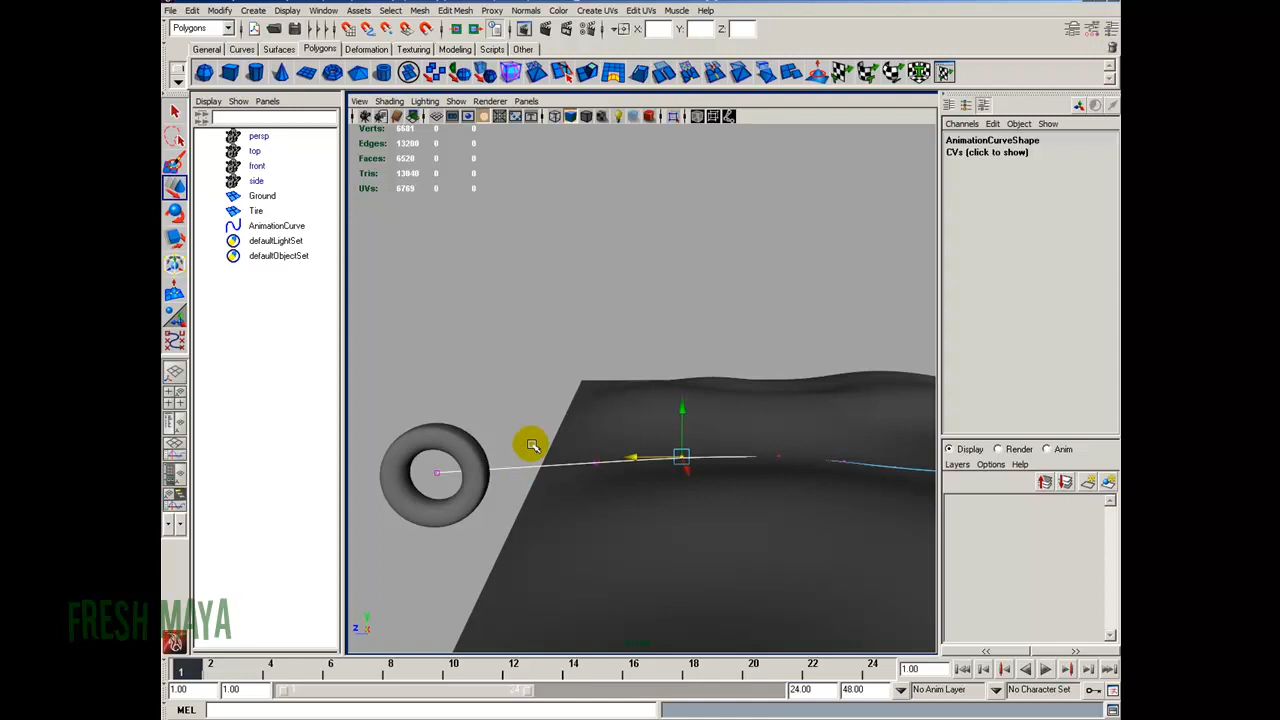 File Edit Modify Create Display Window Assets Select Mesh Edit Mesh Proxy Normals Color Create UVs Edit UVs Muscle Help
Polygons X: Y: Z:
General Curves Surfaces Polygons Deformation Texturing Modeling Scripts Other
Display Show Panels
View Shading Lighting Show Renderer Panels
Channels Edit Object Show
persp
top
front
side
Ground
Tire
AnimationCurve
defaultLightSet
defaultObjectSet
Verts: 6681 0 0
Edges: 13200 0 0
Faces: 6520 0 0
Tris: 13040 0 0
UVs: 6769 0 0
AnimationCurveShape
CVs (click to show)
Display Render Anim
Layers Options Help
FRESH MAYA
1 2 4 6 8 10 12 14 16 18 20 22 24 1.00
1.00 1.00 24 24.00 48.00 No Anim Layer No Character Set
MEL